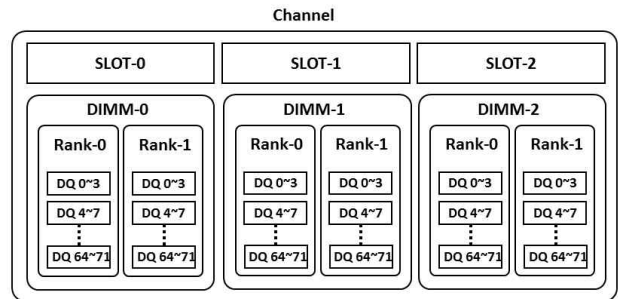 Channel
SLOT-0 SLOT-1 SLOT-2
DIMM-0 DIMM-1 DIMM-2
Rank-0 Rank-1 Rank-0 Rank-1 Rank-0 Rank-1
DQ 0~3 DQ 0~3 DQ 0~3 DQ 0~3 DQ 0~3 DQ 0~3
DQ 4~7 DQ 4~7 DQ 4~7 DQ 4~7 DQ 4~7 DQ 4~7
DQ 64~71 DQ 64~71 DQ 64~71 DQ 64~71 DQ 64~71 DQ 64~71